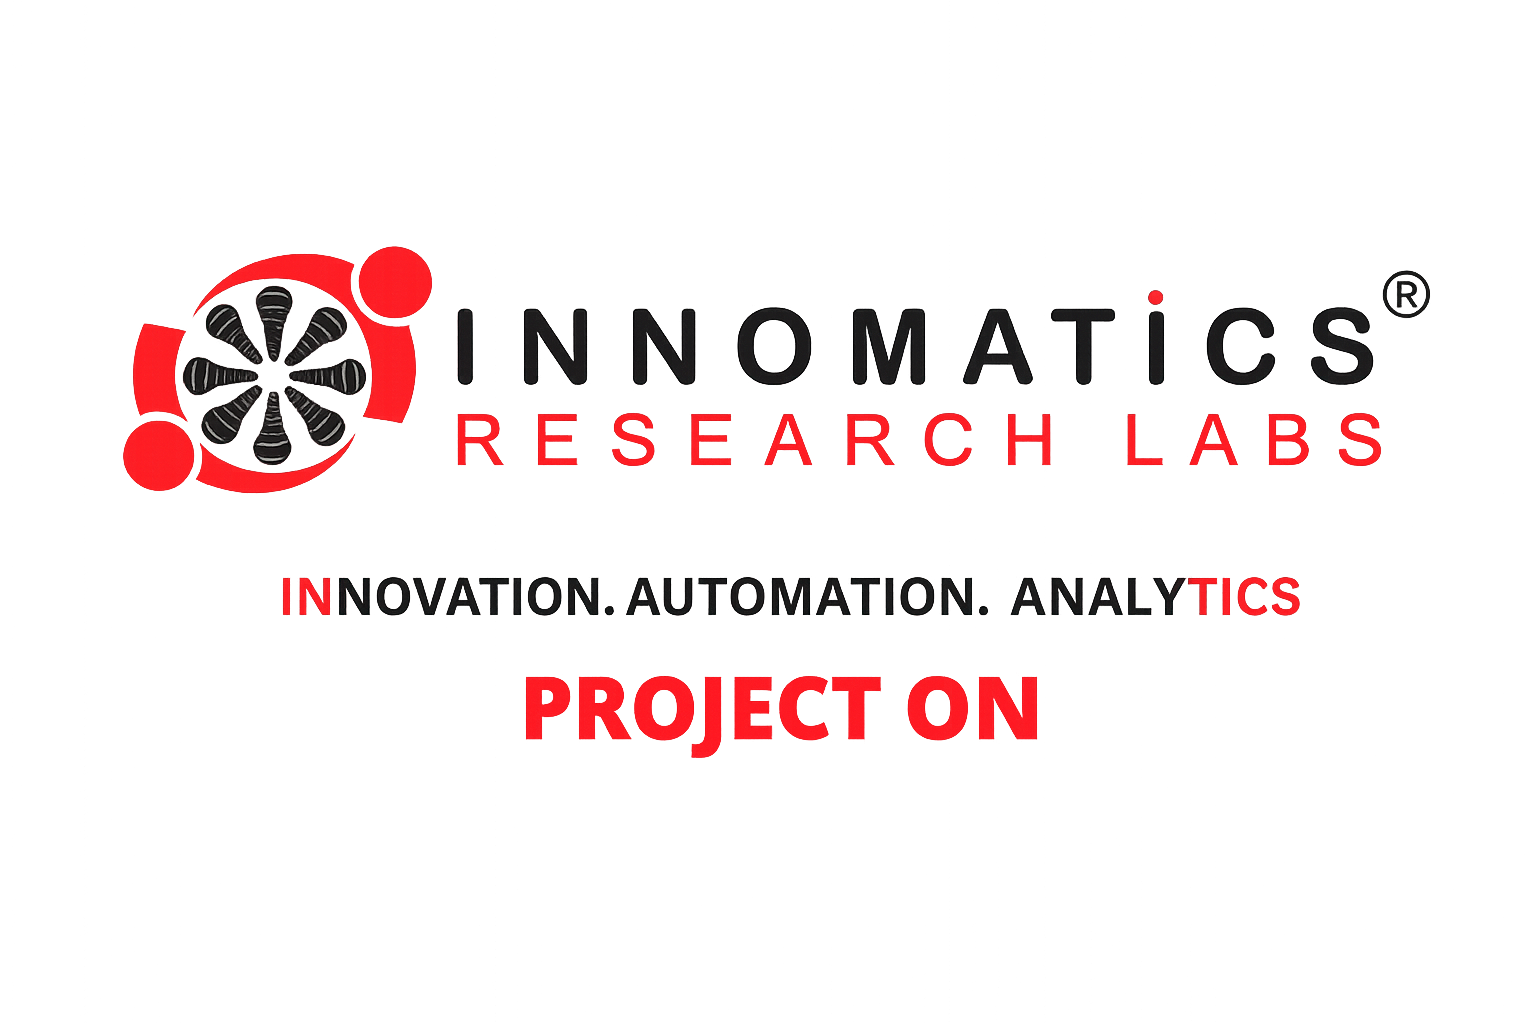 INNOMATiCS®
RESEARCH LABS
INNOVATION. AUTOMATION. ANALYTICS
PROJECT ON